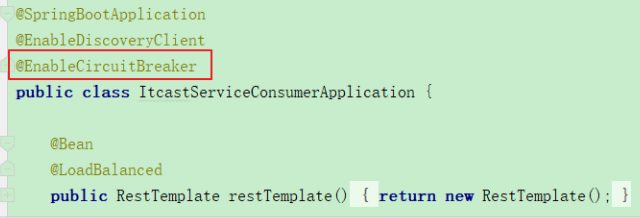 @SpringBootApplication
@EnableDiscoveryClient
@EnableCircuitBreaker
public class ItcastServiceConsumerApplication {
@Bean
@LoadBalanced
public RestTemplate restTemplate() { return new RestTemplate(); }